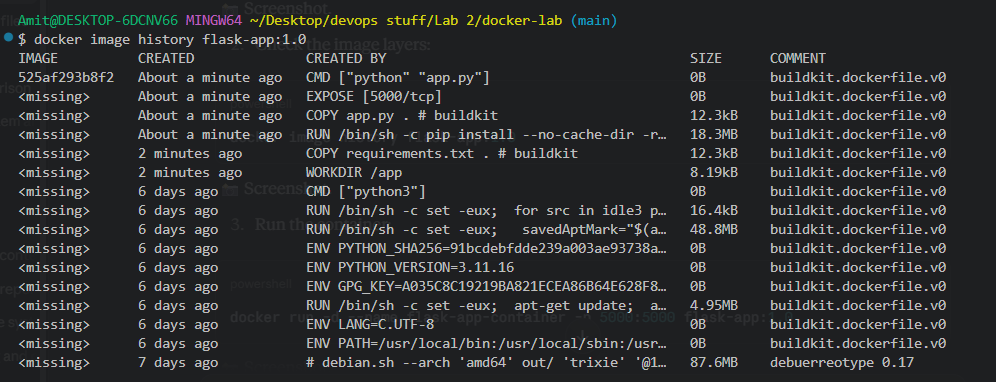 Amit@DESKTOP-6DCNV66 MINGW64 ~/Desktop/devops stuff/Lab 2/docker-lab (main)
$ docker image history flask-app:1.0
IMAGE CREATED CREATED BY SIZE COMMENT
525af293b8f2 About a minute ago CMD ["python" "app.py"] 0B buildkit.dockerfile.v0
<missing> About a minute ago EXPOSE [5000/tcp] 0B buildkit.dockerfile.v0
<missing> About a minute ago COPY app.py . # buildkit 12.3kB buildkit.dockerfile.v0
<missing> About a minute ago RUN /bin/sh -c pip install --no-cache-dir -r… 18.3MB buildkit.dockerfile.v0
<missing> 2 minutes ago COPY requirements.txt . # buildkit 12.3kB buildkit.dockerfile.v0
<missing> 2 minutes ago WORKDIR /app 8.19kB buildkit.dockerfile.v0
<missing> 6 days ago CMD ["python3"] 0B buildkit.dockerfile.v0
<missing> 6 days ago RUN /bin/sh -c set -eux; for src in idle3 p… 16.4kB buildkit.dockerfile.v0
<missing> 6 days ago RUN /bin/sh -c set -eux; savedAptMark="$(a… 48.8MB buildkit.dockerfile.v0
<missing> 6 days ago ENV PYTHON_SHA256=91bcdebfdde239a003ae93738a… 0B buildkit.dockerfile.v0
<missing> 6 days ago ENV PYTHON_VERSION=3.11.16 0B buildkit.dockerfile.v0
<missing> 6 days ago ENV GPG_KEY=A035C8C19219BA821ECEA86B64E628F8… 0B buildkit.dockerfile.v0
<missing> 6 days ago RUN /bin/sh -c set -eux; apt-get update; a… 4.95MB buildkit.dockerfile.v0
<missing> 6 days ago ENV LANG=C.UTF-8 0B buildkit.dockerfile.v0
<missing> 6 days ago ENV PATH=/usr/local/bin:/usr/local/sbin:/usr… 0B buildkit.dockerfile.v0
<missing> 7 days ago # debian.sh --arch 'amd64' out/ 'trixie' '@1… 87.6MB debuerreotype 0.17
Screenshot
Check the image layers:
Screenshot
3. Run the
powershell